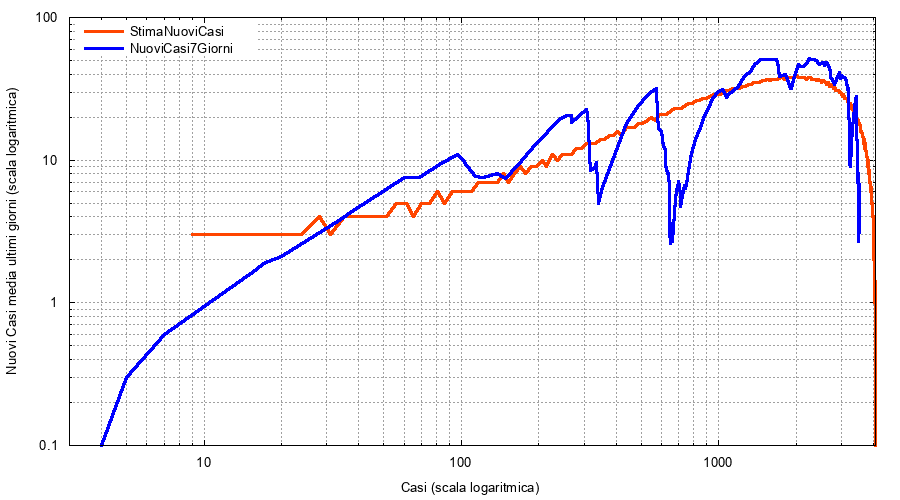 100
StimaNuoviCasi
NuoviCasi7Giorni
10
1
0.1
Nuovi Casi media ultimi giorni (scala logaritmica)
10
100
1000
Casi (scala logaritmica)